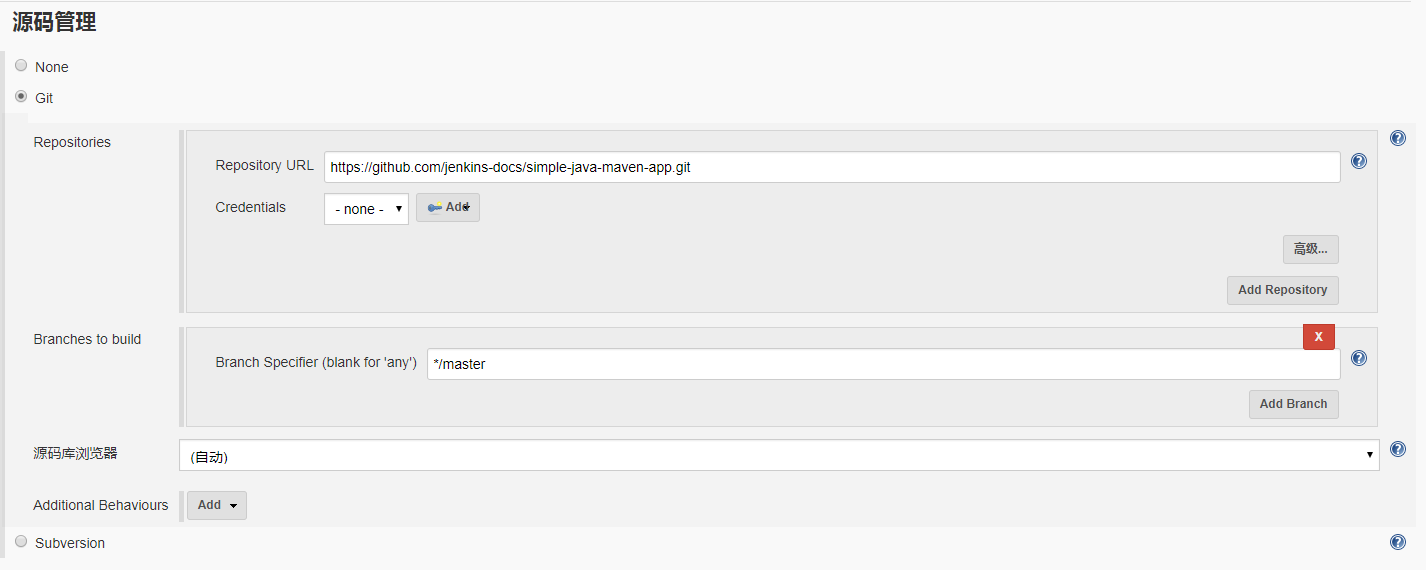 源码管理
None
Git
Repositories
Repository URL https://github.com/jenkins-docs/simple-java-maven-app.git
Credentials - none - Add
高级...
Add Repository
Branches to build
X
Branch Specifier (blank for 'any') */master
Add Branch
源码库浏览器 (自动)
Additional Behaviours Add
Subversion